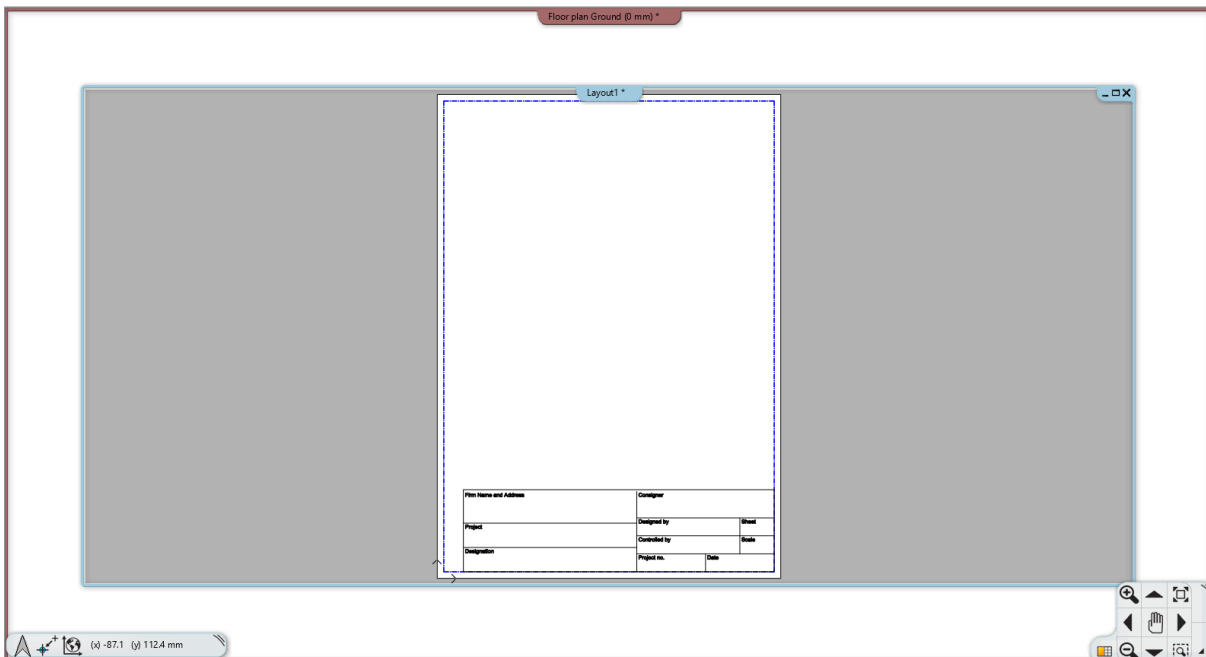 Floor plan Ground (0 mm) *
Layout1 *
Firm Name and Address
Consigner
Designed by
Sheet
Project
Controlled by
Scale
Designation
Project no.
Date
(x) -87.1 (y) 112.4 mm